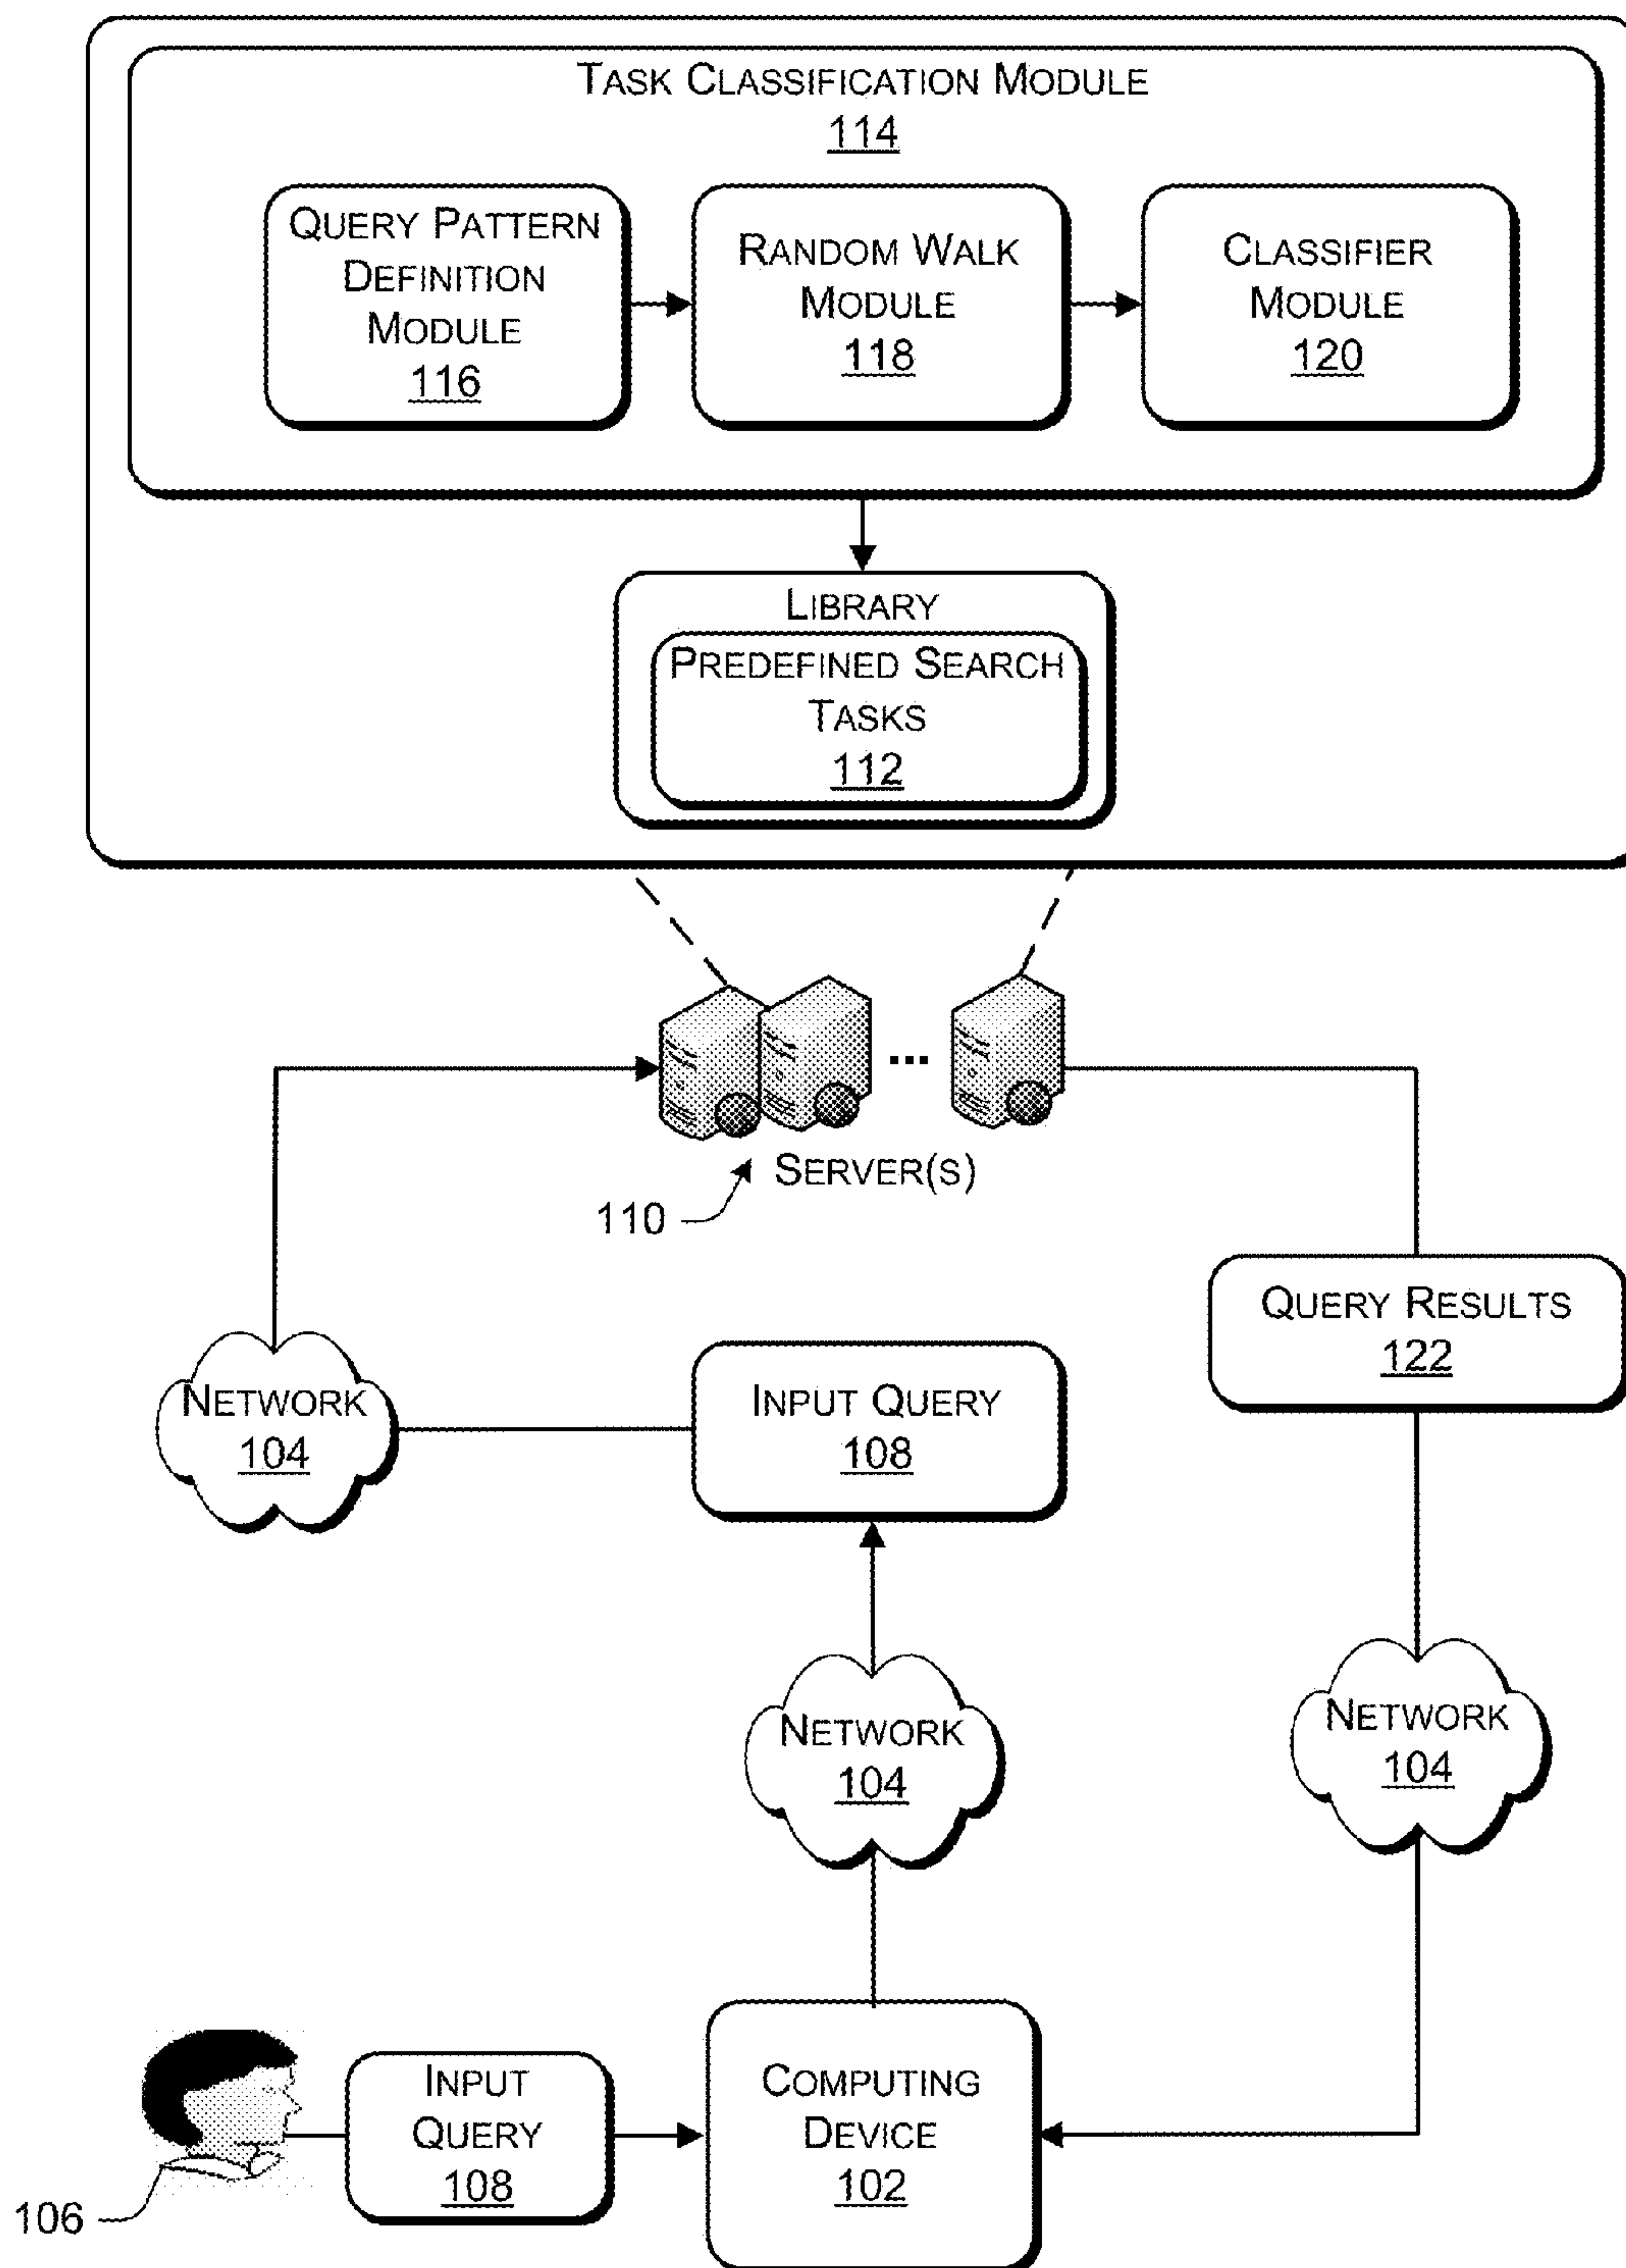 TASK CLASSIFICATION MODULE
114
QUERY PATTERN
DEFINITION
MODULE
116
RANDOM WALK
MODULE
118
CLASSIFIER
MODULE
120
LIBRARY
PREDEFINED SEARCH
TASKS
112
...
SERVER(S)
110
QUERY RESULTS
122
NETWORK
104
INPUT QUERY
108
NETWORK
104
NETWORK
104
INPUT
QUERY
108
COMPUTING
DEVICE
102
106